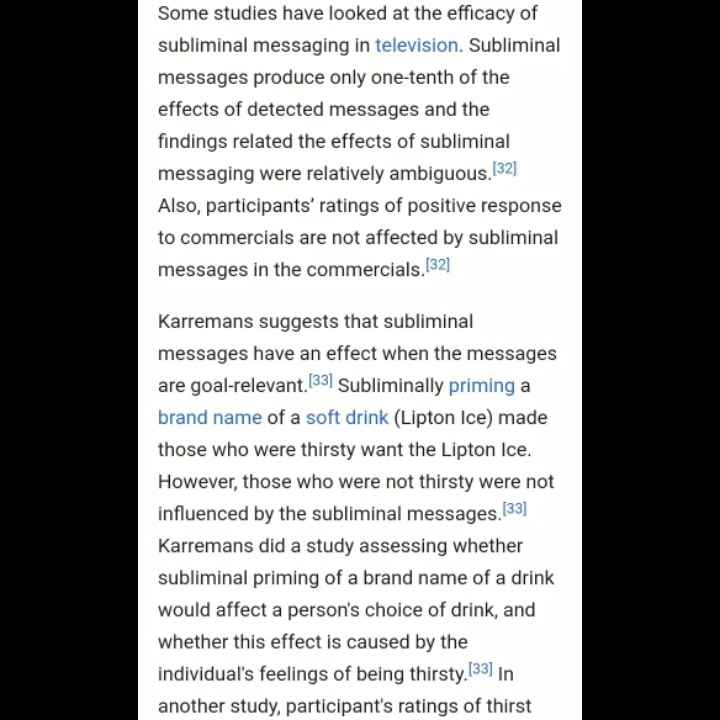 Some studies have looked at the efficacy of
subliminal messaging in television. Subliminal
messages produce only one-tenth of the
effects of detected messages and the
findings related the effects of subliminal
messaging were relatively ambiguous.[32]
Also, participants’ ratings of positive response
to commercials are not affected by subliminal
messages in the commercials.[32]
Karremans suggests that subliminal
messages have an effect when the messages
are goal-relevant.[33] Subliminally priming a
brand name of a soft drink (Lipton Ice) made
those who were thirsty want the Lipton Ice.
However, those who were not thirsty were not
influenced by the subliminal messages.[33]
Karremans did a study assessing whether
subliminal priming of a brand name of a drink
would affect a person's choice of drink, and
whether this effect is caused by the
individual's feelings of being thirsty.[33] In
another study, participant's ratings of thirst